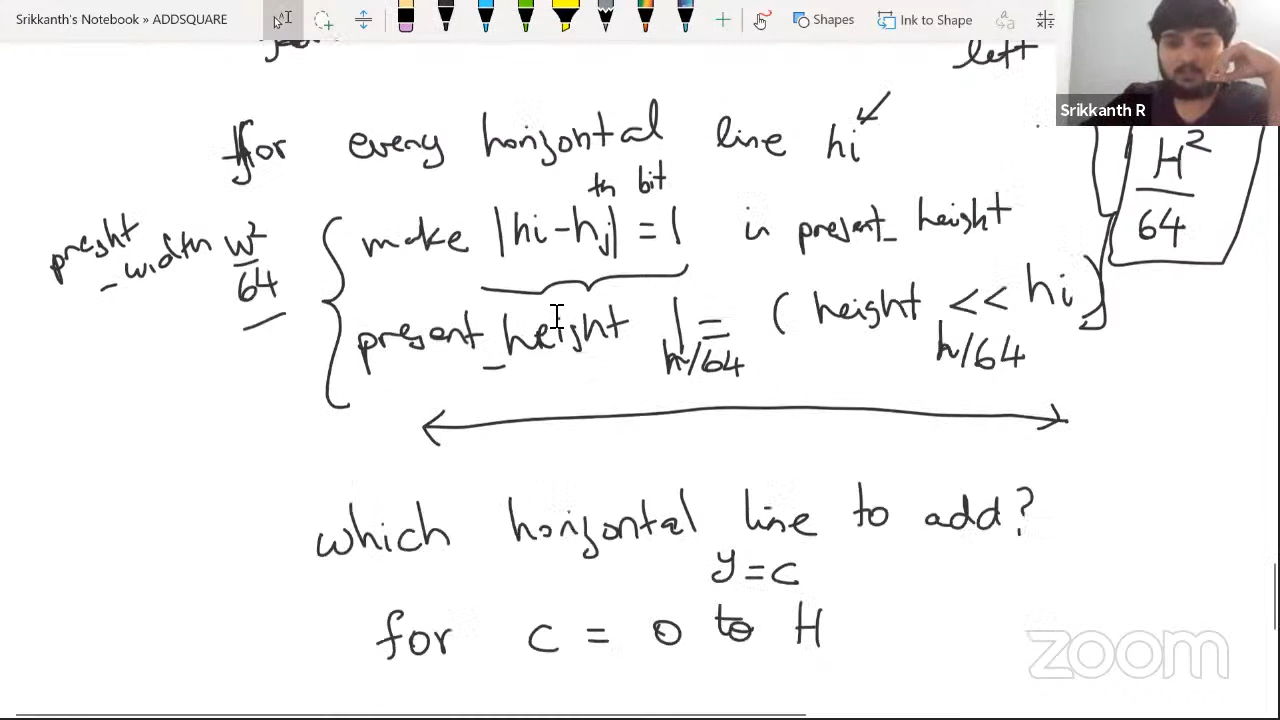 Srikkanth's Notebook » ADDSQUARE
Shapes
Ink to Shape
left
Srikkanth R
for every horizontal line hi
H²/64
th bit
make |hi-hj| = 1 in present_height
_width W²/64
present_height |= (height << hi)
h/64 h/64
which horizontal line to add?
y=c
for c = 0 to H
zoom